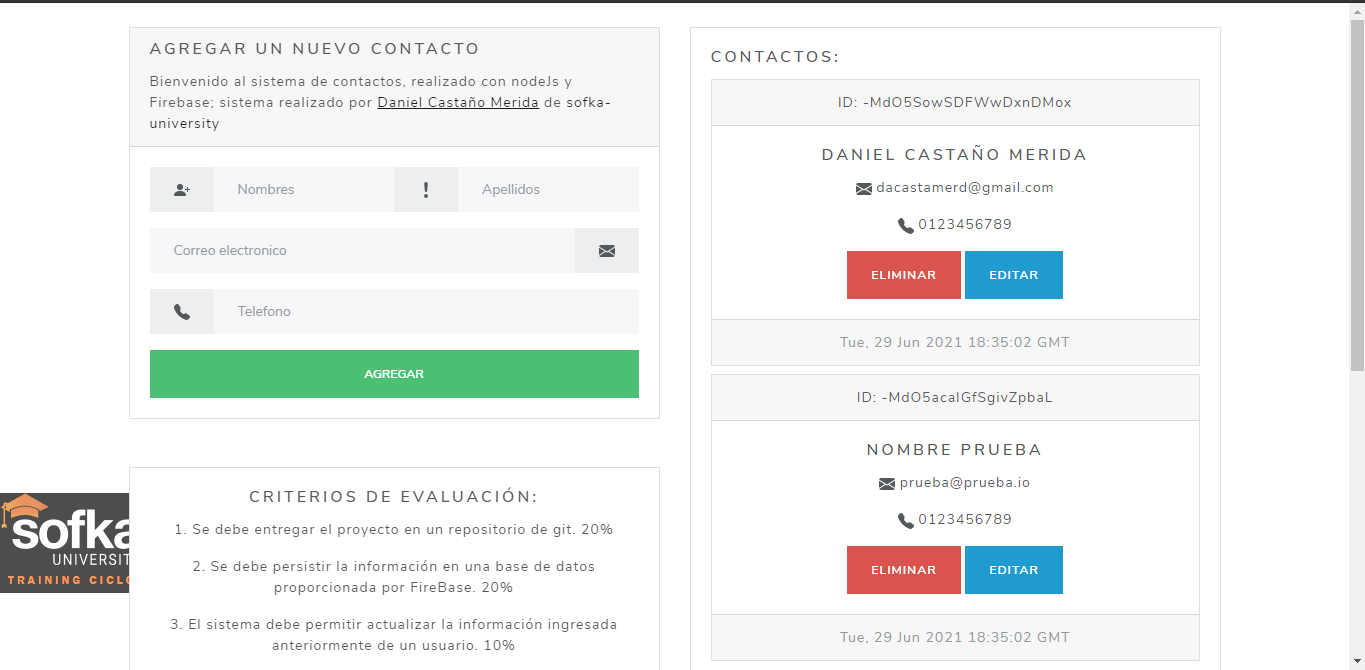 AGREGAR UN NUEVO CONTACTO
Bienvenido al sistema de contactos, realizado con nodeJs y
Firebase; sistema realizado por Daniel Castaño Merida de sofka-
university
Nombres
Apellidos
Correo electronico
Telefono
AGREGAR
sofka
UNIVERSIT
TRAINING CICLO
CRITERIOS DE EVALUACIÓN:
1. Se debe entregar el proyecto en un repositorio de git. 20%
2. Se debe persistir la información en una base de datos
proporcionada por FireBase. 20%
3. El sistema debe permitir actualizar la información ingresada
anteriormente de un usuario. 10%
CONTACTOS:
ID: -MdO5SowSDFWwDxnDMox
DANIEL CASTAÑO MERIDA
dacastamerd@gmail.com
0123456789
ELIMINAR
EDITAR
Tue, 29 Jun 2021 18:35:02 GMT
ID: -MdO5acaIGfSgivZpbaL
NOMBRE PRUEBA
prueba@prueba.io
0123456789
ELIMINAR
EDITAR
Tue, 29 Jun 2021 18:35:02 GMT